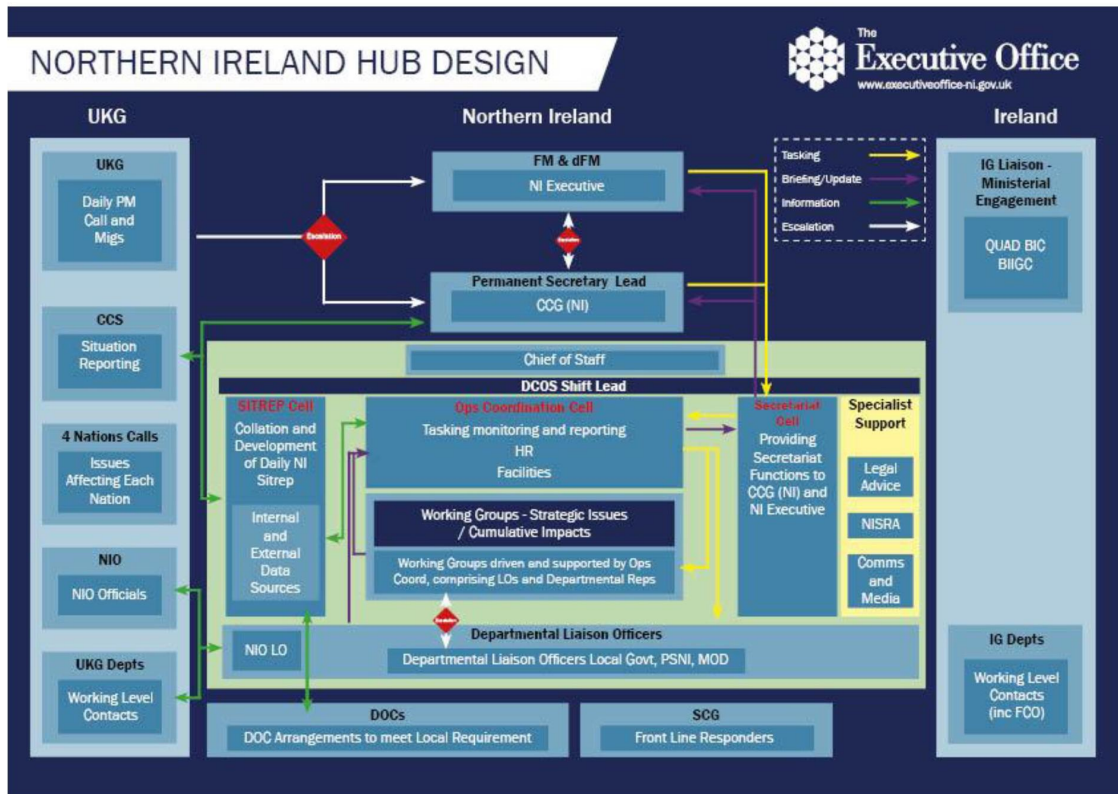 NORTHERN IRELAND HUB DESIGN
The
Executive Office
www.executiveoffice-ni.gov.uk
UKG
Northern Ireland
Ireland
UKG
Daily PM
Call and
Migs
CCS
Situation
Reporting
4 Nations Calls
Issues
Affecting Each
Nation
NIO
NIO Officials
UKG Depts
Working Level
Contacts
Escalation
FM & dFM
NI Executive
Escalation
Permanent Secretary Lead
CCG (NI)
Tasking
Briefing/Update
Information
Escalation
Chief of Staff
DCOS Shift Lead
SITREP Cell
Collation and
Development
of Daily NI
Sitrep
Internal
and
External
Data
Sources
Ops Coordination Cell
Tasking monitoring and reporting
HR
Facilities
Working Groups - Strategic Issues
/ Cumulative Impacts
Working Groups driven and supported by Ops
Coord, comprising LOs and Departmental Reps
Escalation
Secretariat
Cell
Providing
Secretariat
Functions to
CCG (NI) and
NI Executive
Specialist
Support
Legal
Advice
NISRA
Comms
and
Media
Departmental Liaison Officers
NIO LO
Departmental Liaison Officers Local Govt, PSNI, MOD
DOCs
DOC Arrangements to meet Local Requirement
SCG
Front Line Responders
IG Liaison -
Ministerial
Engagement
QUAD BIC
BIIGC
IG Depts
Working Level
Contacts
(inc FCO)